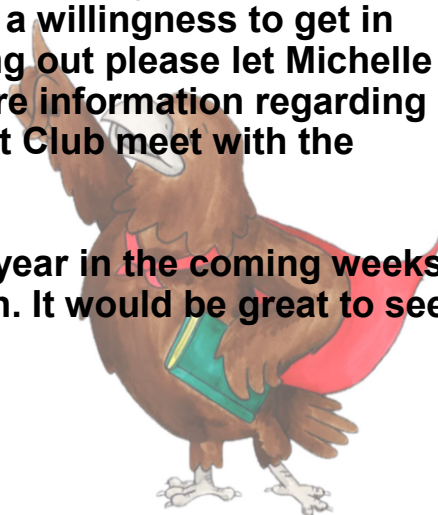 a willingness to get in
ng out please let Michelle
re information regarding
t Club meet with the
year in the coming weeks
n. It would be great to see